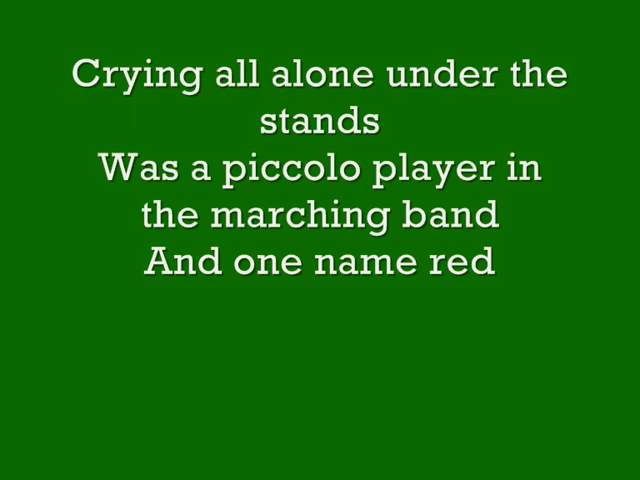 Crying all alone under the
stands
Was a piccolo player in
the marching band
And one name red